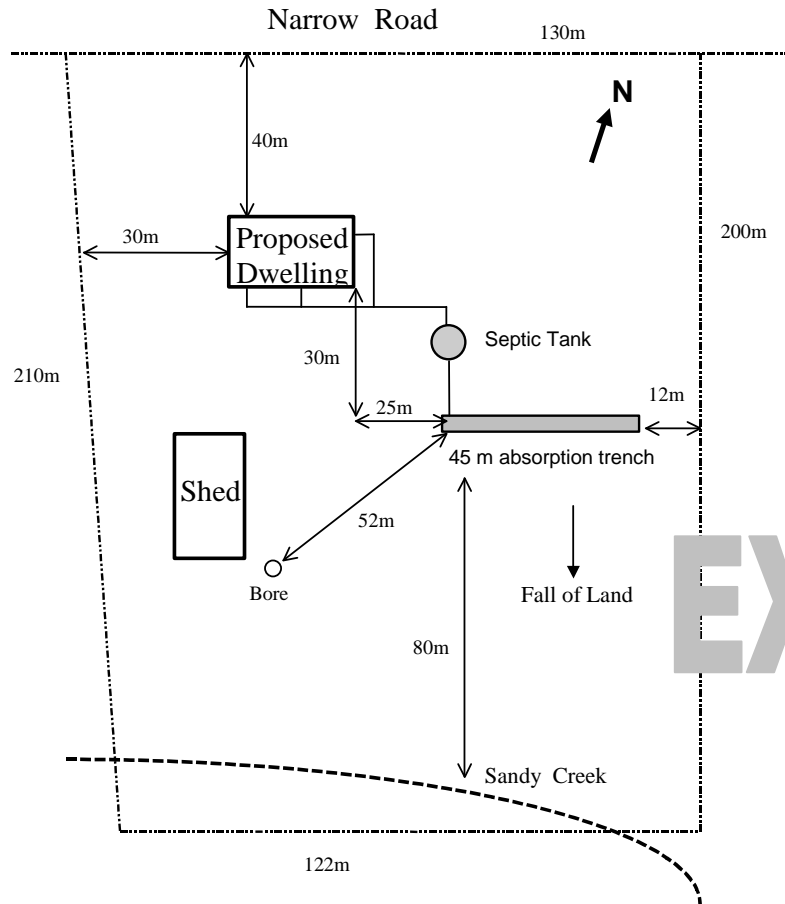 Narrow Road
130m
N
40m
30m
Proposed
Dwelling
200m
Septic Tank
30m
210m
25m
12m
45 m absorption trench
Shed
52m
Bore
Fall of Land
EX
80m
Sandy Creek
122m